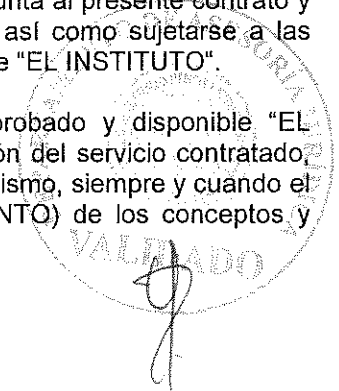 unta al presente contrato y
así como sujetarse a las
e "EL INSTITUTO".
robado y disponible "EL
ón del servicio contratado,
ismo, siempre y cuando el
NTO) de los conceptos y
VALIDADO